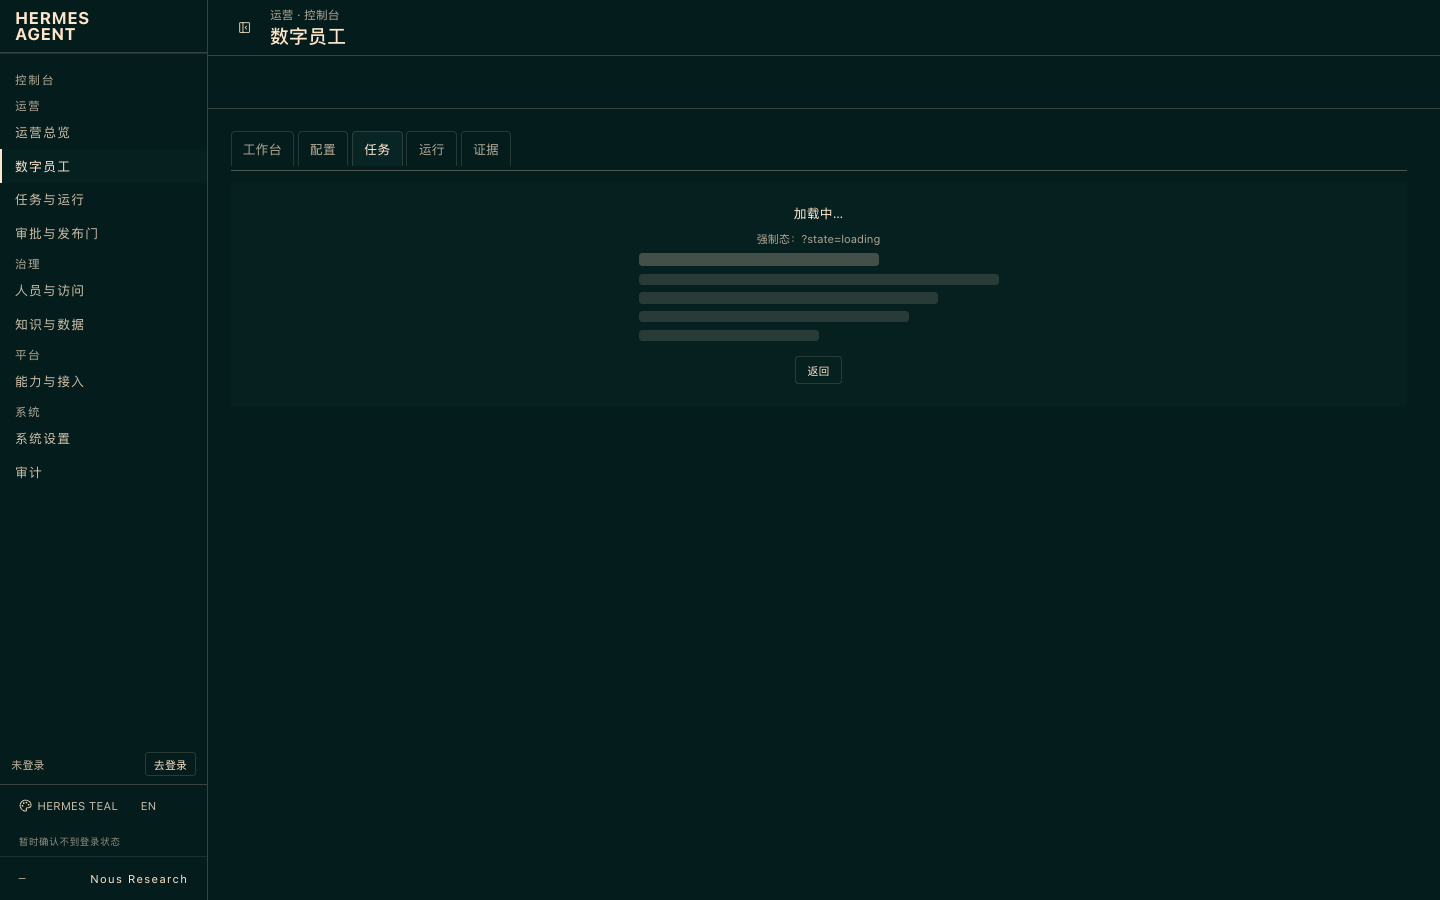 HERMES
AGENT
控制台
运营
运营总览
数字员工
任务与运行
审批与发布门
治理
人员与访问
知识与数据
平台
能力与接入
系统
系统设置
审计
未登录
去登录
HERMES TEAL
EN
暂时确认不到登录状态
—
Nous Research
运营 · 控制台
数字员工
工作台
配置
任务
运行
证据
加载中...
强制态：?state=loading
返回